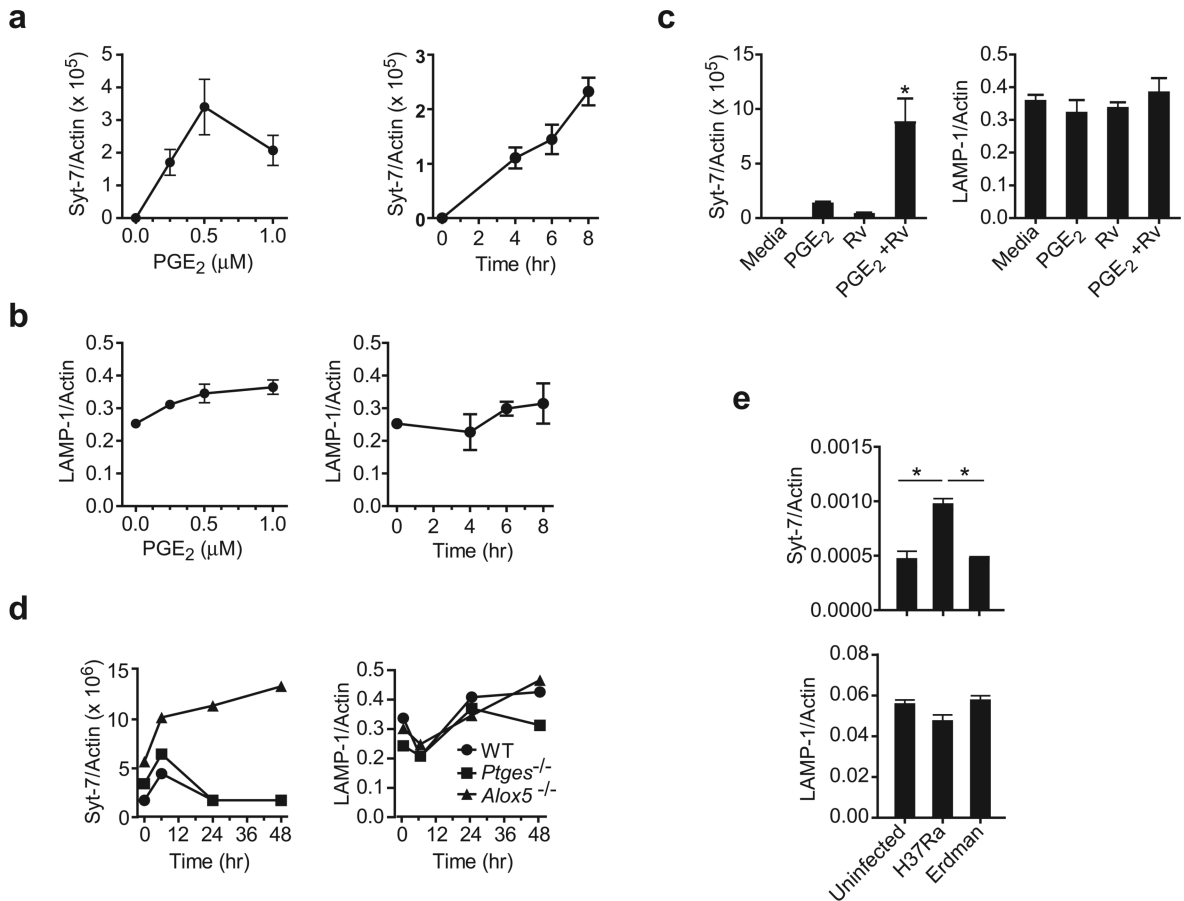 a
Syt-7/Actin (x 10⁵)
5
4
3
2
1
0
0.0 0.5 1.0
PGE₂ (μM)
Syt-7/Actin (x 10⁵)
3
2
1
0
0 2 4 6 8
Time (hr)
b
LAMP-1/Actin
0.5
0.4
0.3
0.2
0.1
0.0
0.0 0.5 1.0
PGE₂ (μM)
LAMP-1/Actin
0.5
0.4
0.3
0.2
0.1
0.0
0 2 4 6 8
Time (hr)
c
Syt-7/Actin (x 10⁵)
15
10
5
0
*
Media
PGE₂
Rv
PGE₂+Rv
LAMP-1/Actin
0.5
0.4
0.3
0.2
0.1
0.0
Media
PGE₂
Rv
PGE₂+Rv
d
Syt-7/Actin (x 10⁶)
15
10
5
0
0 12 24 36 48
Time (hr)
LAMP-1/Actin
0.5
0.4
0.3
0.2
0.1
0.0
WT
Ptges⁻/⁻
Alox5⁻/⁻
0 12 24 36 48
Time (hr)
e
Syt-7/Actin
0.0015
0.0010
0.0005
0.0000
* *
LAMP-1/Actin
0.08
0.06
0.04
0.02
0.00
Uninfected
H37Ra
Erdman